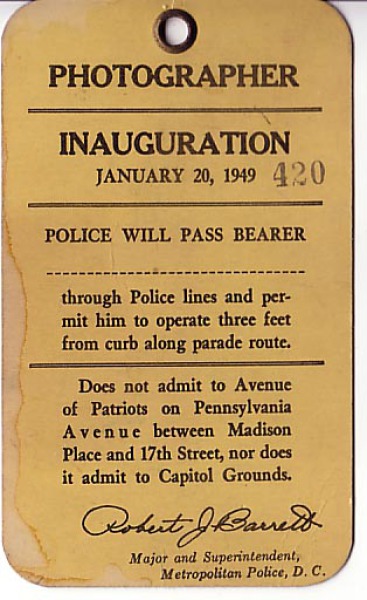 PHOTOGRAPHER
INAUGURATION
JANUARY 20, 1949 420
POLICE WILL PASS BEARER
through Police lines and per-
mit him to operate three feet
from curb along parade route.
Does not admit to Avenue
of Patriots on Pennsylvania
Avenue between Madison
Place and 17th Street, nor does
it admit to Capitol Grounds.
Robert J Barrett
Major and Superintendent,
Metropolitan Police, D. C.